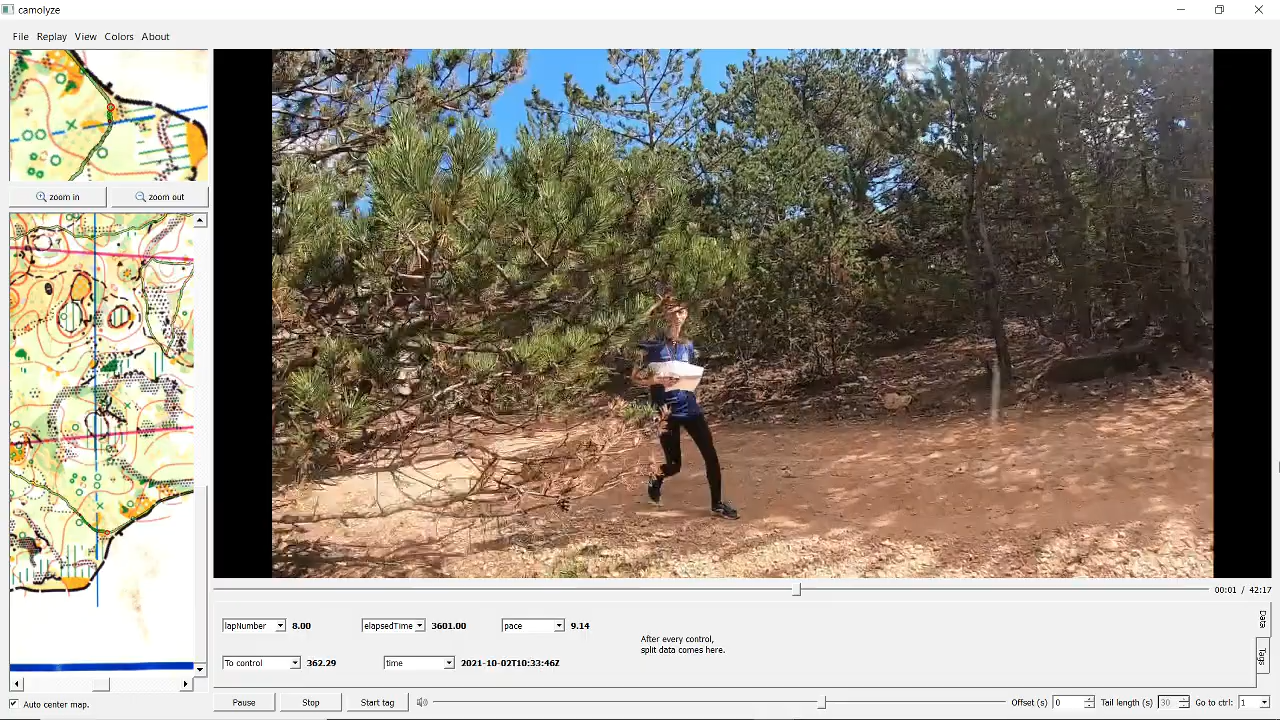 camolyze
File Replay View Colors About
zoom in zoom out
00:01 / 42:17
lapNumber 8.00 elapsedTime 3601.00 pace 9.14
After every control,
split data comes here.
To control 362.29 time 2021-10-02T10:33:46Z
Data
Tags
Auto center map.
Pause Stop Start tag Offset (s) 0 Tail length (s) 30 Go to ctrl: 1